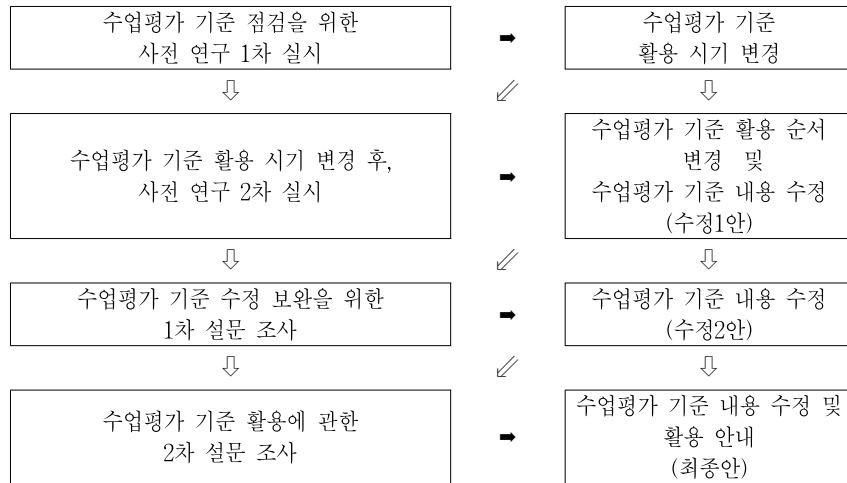 수업평가 기준 점검을 위한
사전 연구 1차 실시
➡
수업평가 기준
활용 시기 변경
⇩
⇩
수업평가 기준 활용 시기 변경 후,
사전 연구 2차 실시
➡
수업평가 기준 활용 순서
변경 및
수업평가 기준 내용 수정
(수정1안)
⇩
⇩
수업평가 기준 수정 보완을 위한
1차 설문 조사
➡
수업평가 기준 내용 수정
(수정2안)
⇩
⇩
수업평가 기준 활용에 관한
2차 설문 조사
➡
수업평가 기준 내용 수정 및
활용 안내
(최종안)